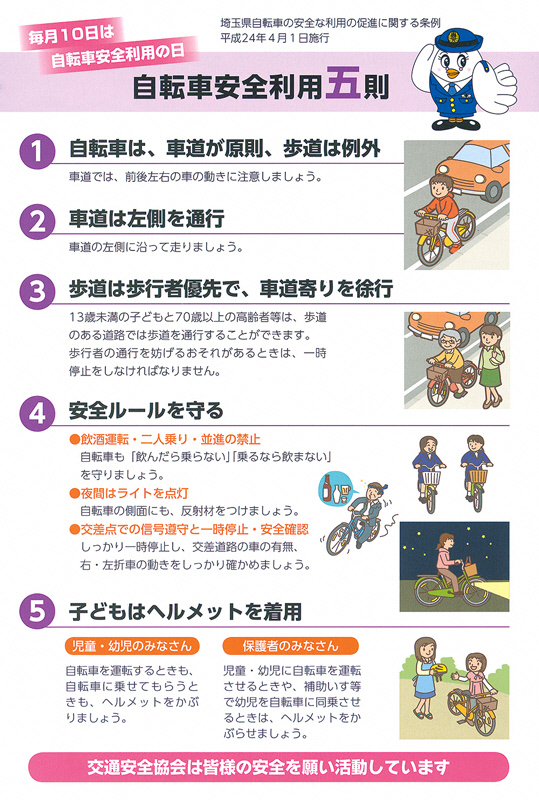 毎月10日は
自転車安全利用の日
埼玉県自転車の安全な利用の促進に関する条例
平成24年4月1日施行
自転車安全利用五則
1 自転車は、車道が原則、歩道は例外
車道では、前後左右の車の動きに注意しましょう。
2 車道は左側を通行
車道の左側に沿って走りましょう。
3 歩道は歩行者優先で、車道寄りを徐行
13歳未満の子どもと70歳以上の高齢者等は、歩道
のある道路では歩道を通行することができます。
歩行者の通行を妨げるおそれがあるときは、一時
停止をしなければなりません。
4 安全ルールを守る
●飲酒運転・二人乗り・並進の禁止
自転車も「飲んだら乗らない」「乗るなら飲まない」
を守りましょう。
●夜間はライトを点灯
自転車の側面にも、反射材をつけましょう。
●交差点での信号遵守と一時停止・安全確認
しっかり一時停止し、交差道路の車の有無、
右・左折車の動きをしっかり確かめましょう。
5 子どもはヘルメットを着用
児童・幼児のみなさん
自転車を運転するときも、
自転車に乗せてもらうと
きも、ヘルメットをかぶ
りましょう。
保護者のみなさん
児童・幼児に自転車を運転
させるときや、補助いす等
で幼児を自転車に同乗させ
るときは、ヘルメットをか
ぶらせましょう。
交通安全協会は皆様の安全を願い活動しています